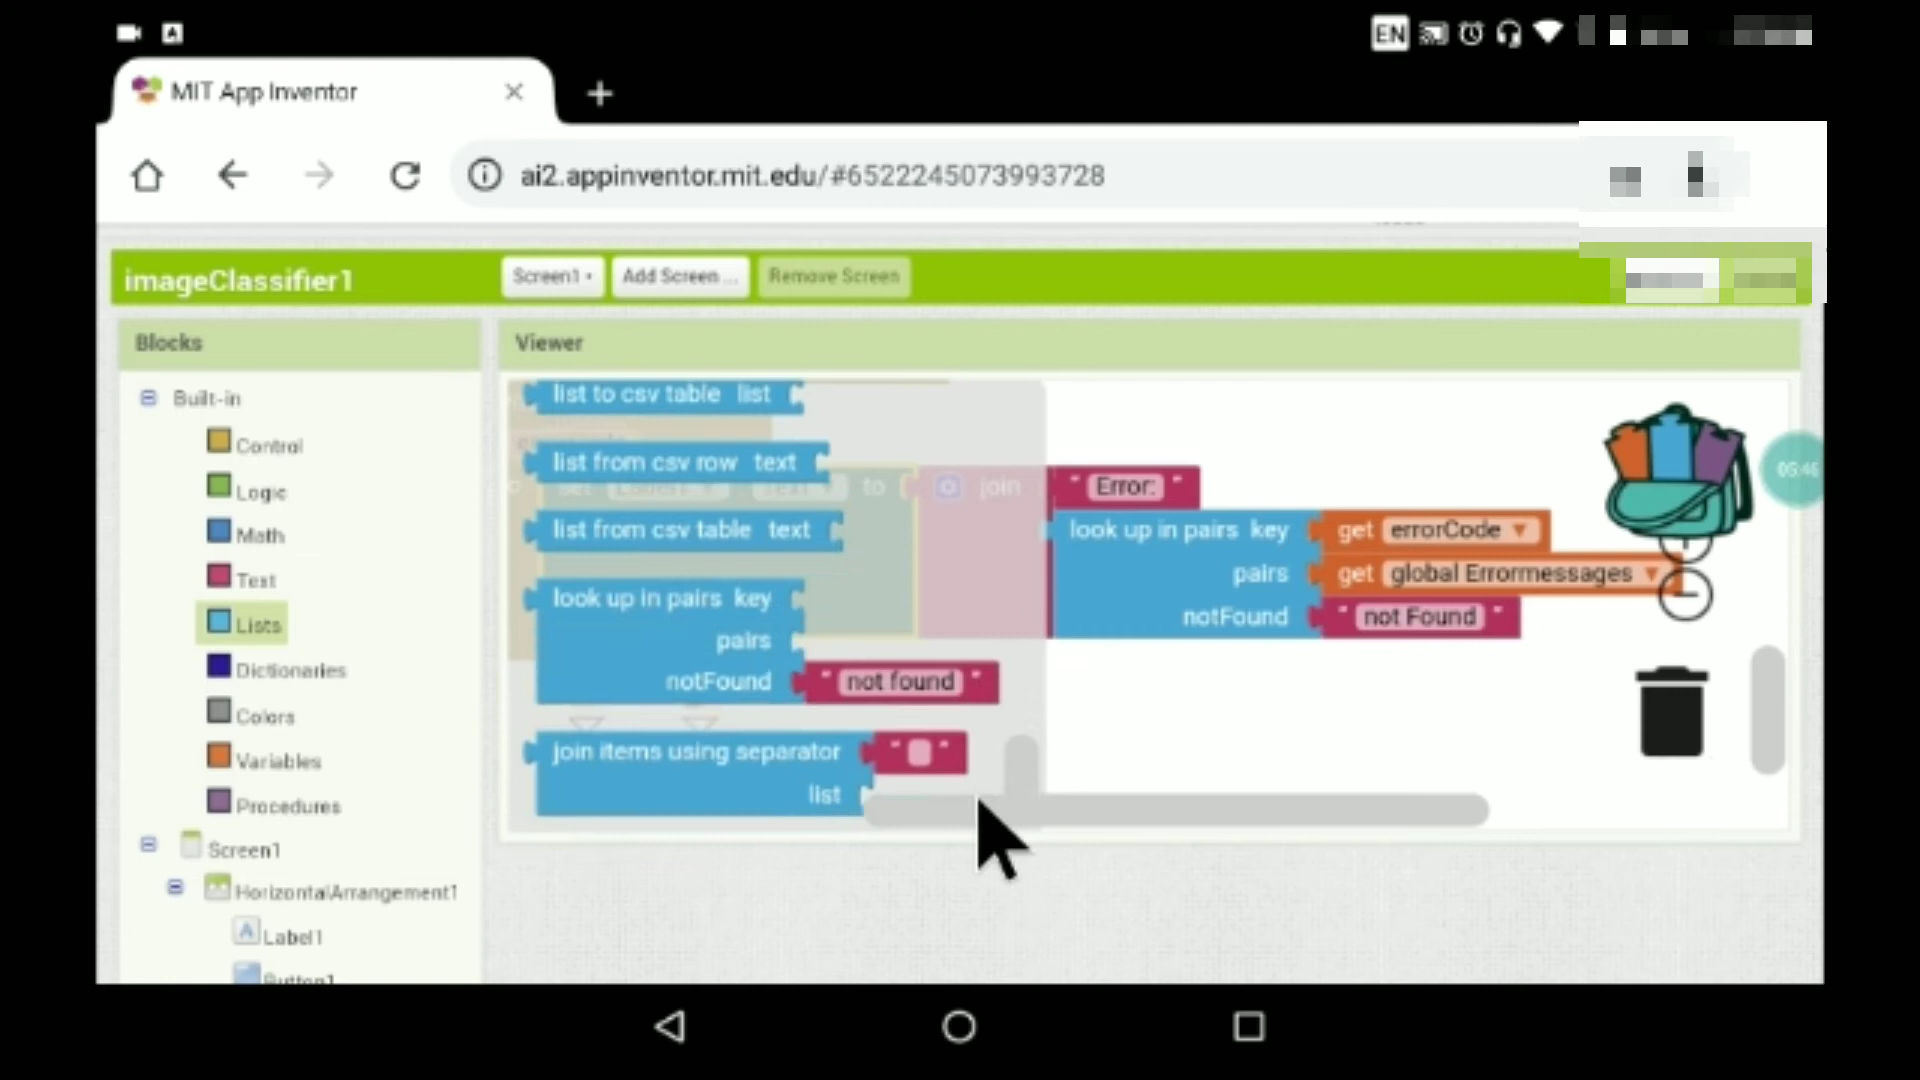 EN
MIT App Inventor
ai2.appinventor.mit.edu/#6522245073993728
imageClassifier1
Screen1
Add Screen ...
Remove Screen
Blocks
Viewer
Built-in
Control
Logic
Math
Text
Lists
Dictionaries
Colors
Variables
Procedures
Screen1
HorizontalArrangement1
Label1
Button1
list to csv table list
list from csv row text
set Text to
join
" Error: "
list from csv table text
look up in pairs key
get errorCode
pairs
get global Errormessages
notFound
" not Found "
look up in pairs key
pairs
notFound
" not found "
join items using separator
" "
list